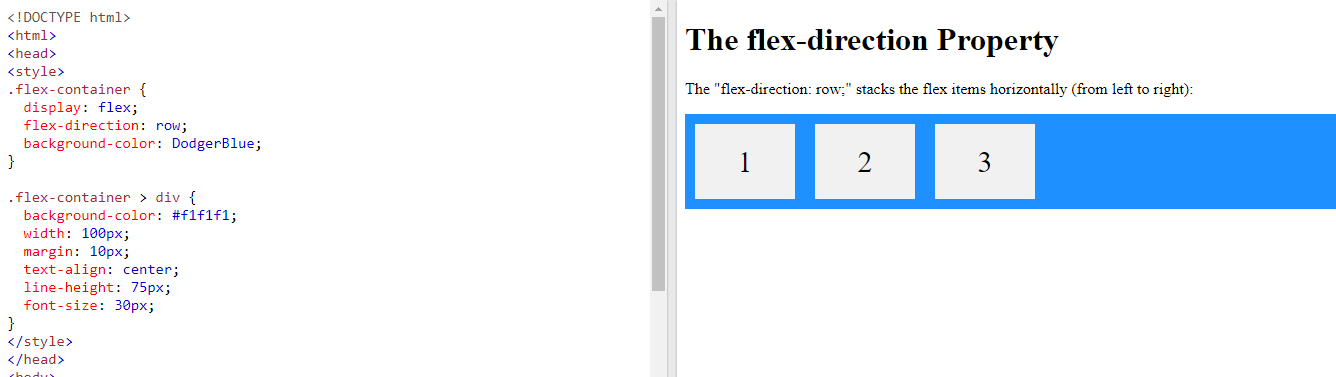 <!DOCTYPE html>
<html>
<head>
<style>
.flex-container {
  display: flex;
  flex-direction: row;
  background-color: DodgerBlue;
}

.flex-container > div {
  background-color: #f1f1f1;
  width: 100px;
  margin: 10px;
  text-align: center;
  line-height: 75px;
  font-size: 30px;
}
</style>
</head>
<body>
The flex-direction Property
The "flex-direction: row;" stacks the flex items horizontally (from left to right):
1 2 3